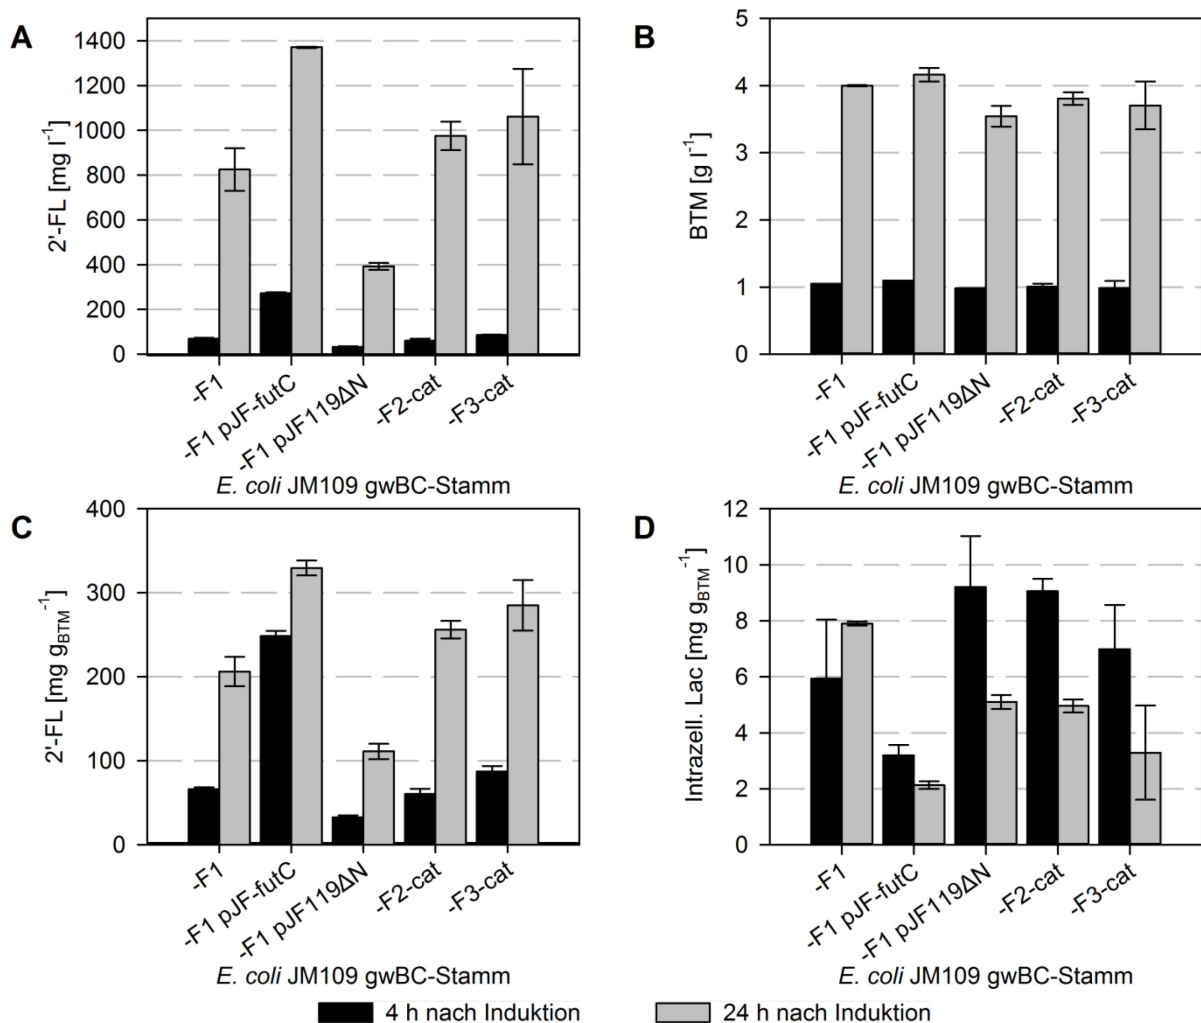 A
2'-FL [mg l⁻¹]
1400
1200
1000
800
600
400
200
0
-F1
-F1 pJF-futC
-F1 pJF119ΔN
-F2-cat
-F3-cat
E. coli JM109 gwBC-Stamm
B
BTM [g l⁻¹]
5
4
3
2
1
0
-F1
-F1 pJF-futC
-F1 pJF119ΔN
-F2-cat
-F3-cat
E. coli JM109 gwBC-Stamm
C
2'-FL [mg g_BTM⁻¹]
400
300
200
100
0
-F1
-F1 pJF-futC
-F1 pJF119ΔN
-F2-cat
-F3-cat
E. coli JM109 gwBC-Stamm
D
Intrazell. Lac [mg g_BTM⁻¹]
12
10
8
6
4
2
0
-F1
-F1 pJF-futC
-F1 pJF119ΔN
-F2-cat
-F3-cat
E. coli JM109 gwBC-Stamm
4 h nach Induktion
24 h nach Induktion